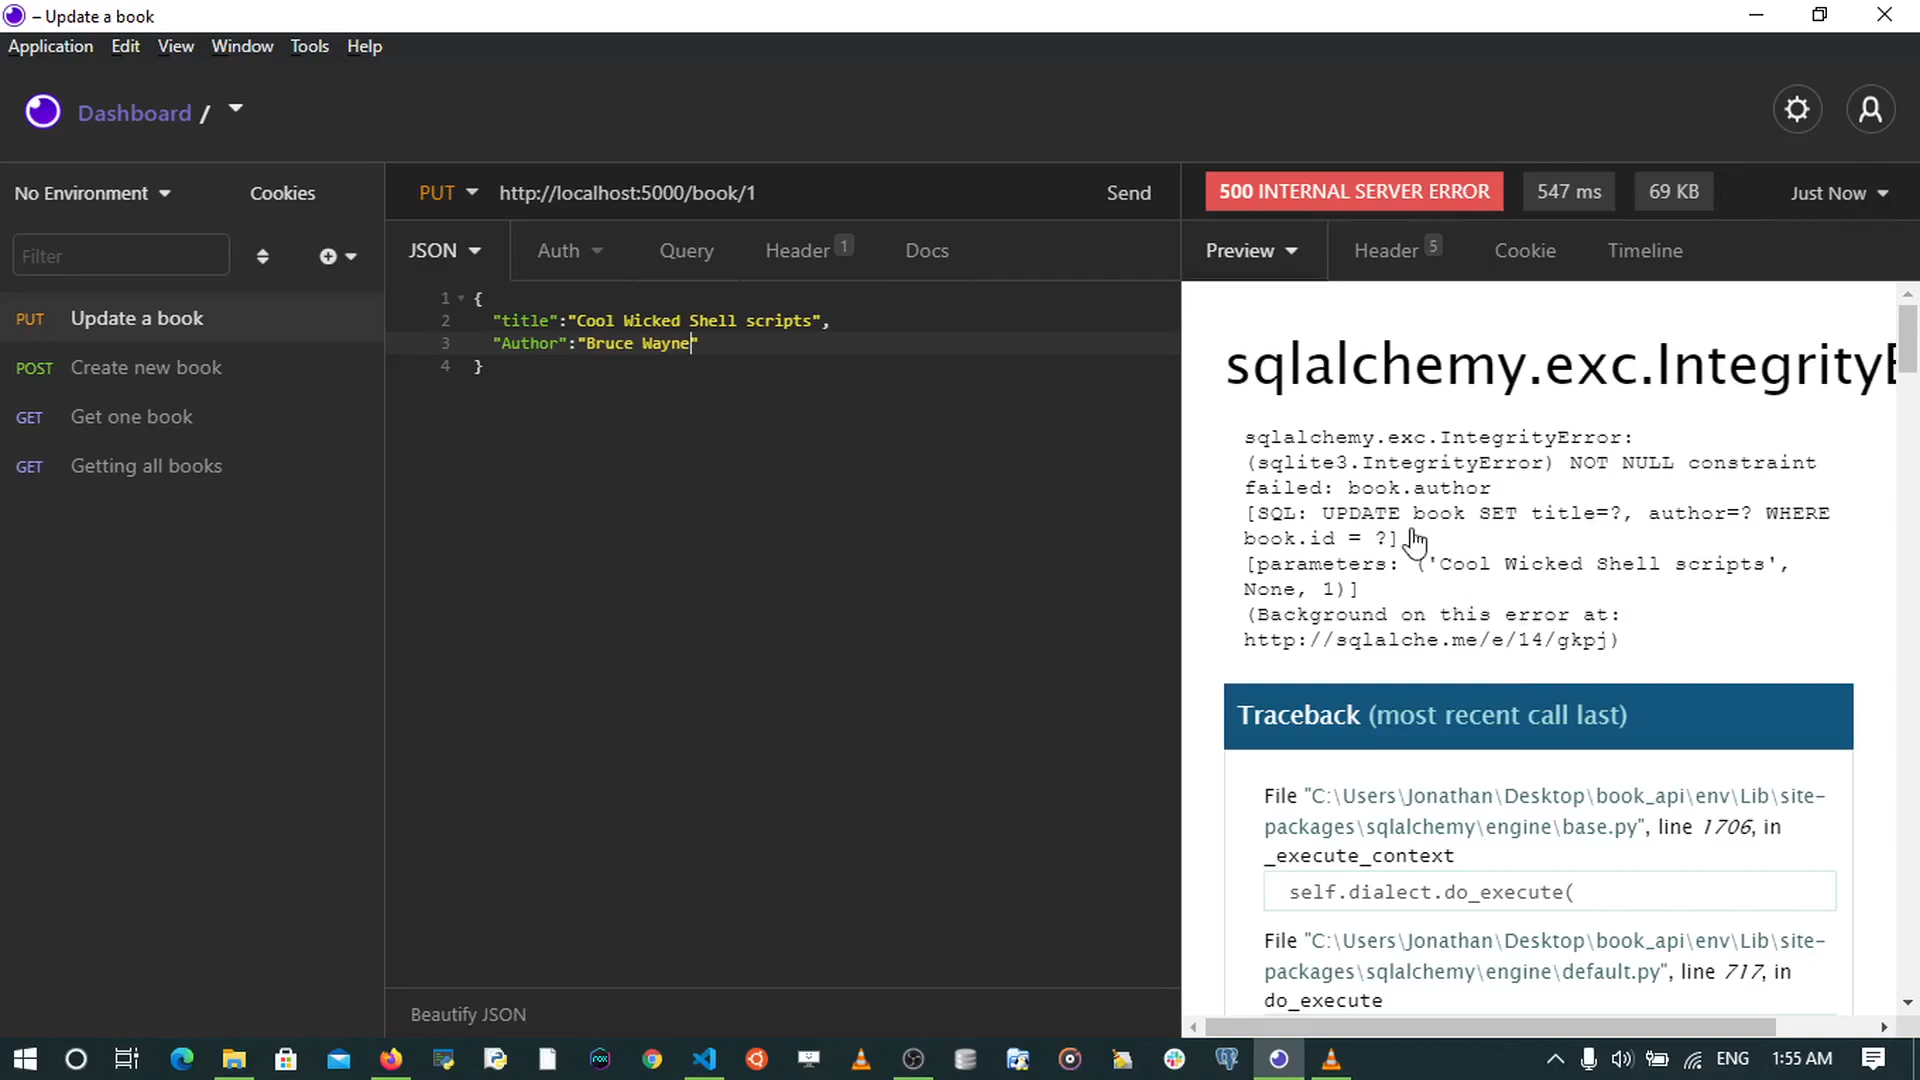 – Update a book
Application Edit View Window Tools Help
Dashboard /
No Environment Cookies
PUT http://localhost:5000/book/1 Send
500 INTERNAL SERVER ERROR 547 ms 69 KB Just Now
Filter
JSON Auth Query Header 1 Docs
Preview Header 5 Cookie Timeline
PUT Update a book
POST Create new book
GET Get one book
GET Getting all books
1 {
2 "title":"Cool Wicked Shell scripts",
3 "Author":"Bruce Wayne"
4 }
Beautify JSON
sqlalchemy.exc.IntegrityE
sqlalchemy.exc.IntegrityError:
(sqlite3.IntegrityError) NOT NULL constraint
failed: book.author
[SQL: UPDATE book SET title=?, author=? WHERE
book.id = ?]
[parameters: ('Cool Wicked Shell scripts',
None, 1)]
(Background on this error at:
http://sqlalche.me/e/14/gkpj)
Traceback (most recent call last)
File "C:\Users\Jonathan\Desktop\book_api\env\Lib\site-
packages\sqlalchemy\engine\base.py", line 1706, in
_execute_context
self.dialect.do_execute(
File "C:\Users\Jonathan\Desktop\book_api\env\Lib\site-
packages\sqlalchemy\engine\default.py", line 717, in
do_execute
ENG 1:55 AM